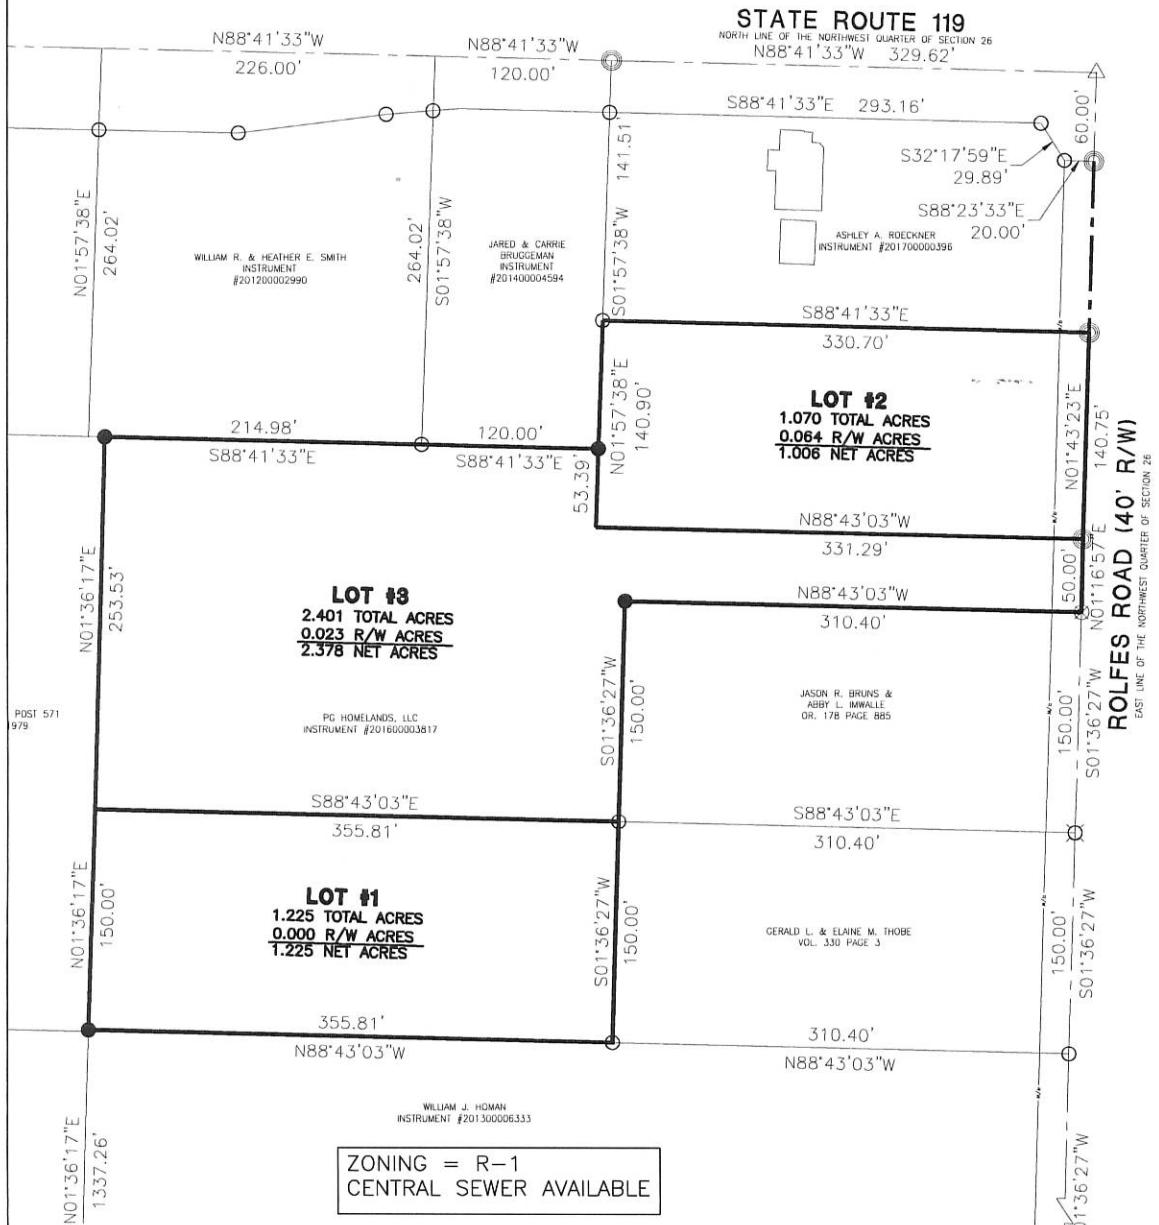 STATE ROUTE 119
NORTH LINE OF THE NORTHWEST QUARTER OF SECTION 26
N88°41'33"W 329.62'
N88°41'33"W
226.00'
N88°41'33"W
120.00'
S88°41'33"E 293.16'
60.00'
S32°17'59"E
29.89'
S88°23'33"E
20.00'
141.51'
S01°57'38"W
N01°57'38"E
264.02'
264.02'
S01°57'38"W
WILLIAM R. & HEATHER E. SMITH
INSTRUMENT
#201200002990
JARED & CARRIE
BRUGGEMAN
INSTRUMENT
#201400004594
ASHLEY A. ROECKNER
INSTRUMENT #201700000396
S88°41'33"E
330.70'
LOT #2
1.070 TOTAL ACRES
0.064 R/W ACRES
1.006 NET ACRES
N01°57'38"E
140.90'
N01°43'23"E
140.75'
214.98'
S88°41'33"E
120.00'
S88°41'33"E
53.39'
N88°43'03"W
331.29'
ROLFES ROAD (40' R/W)
EAST LINE OF THE NORTHWEST QUARTER OF SECTION 26
50.00'
N01°16'57"E
N88°43'03"W
310.40'
N01°36'17"E
253.53'
LOT #3
2.401 TOTAL ACRES
0.023 R/W ACRES
2.378 NET ACRES
PG HOMELANDS, LLC
INSTRUMENT #201600003817
POST 571
1979
S01°36'27"W
150.00'
JASON R. BRUNS &
ABBY L. IMWALLE
OR. 178 PAGE 885
150.00'
S01°36'27"W
S88°43'03"E
355.81'
S88°43'03"E
310.40'
N01°36'17"E
150.00'
LOT #1
1.225 TOTAL ACRES
0.000 R/W ACRES
1.225 NET ACRES
S01°36'27"W
150.00'
GERALD L. & ELAINE M. THOBE
VOL. 330 PAGE 3
150.00'
S01°36'27"W
355.81'
N88°43'03"W
310.40'
N88°43'03"W
WILLIAM J. HOMAN
INSTRUMENT #201300006333
N01°36'17"E
1337.26'
ZONING = R-1
CENTRAL SEWER AVAILABLE
01°36'27"W